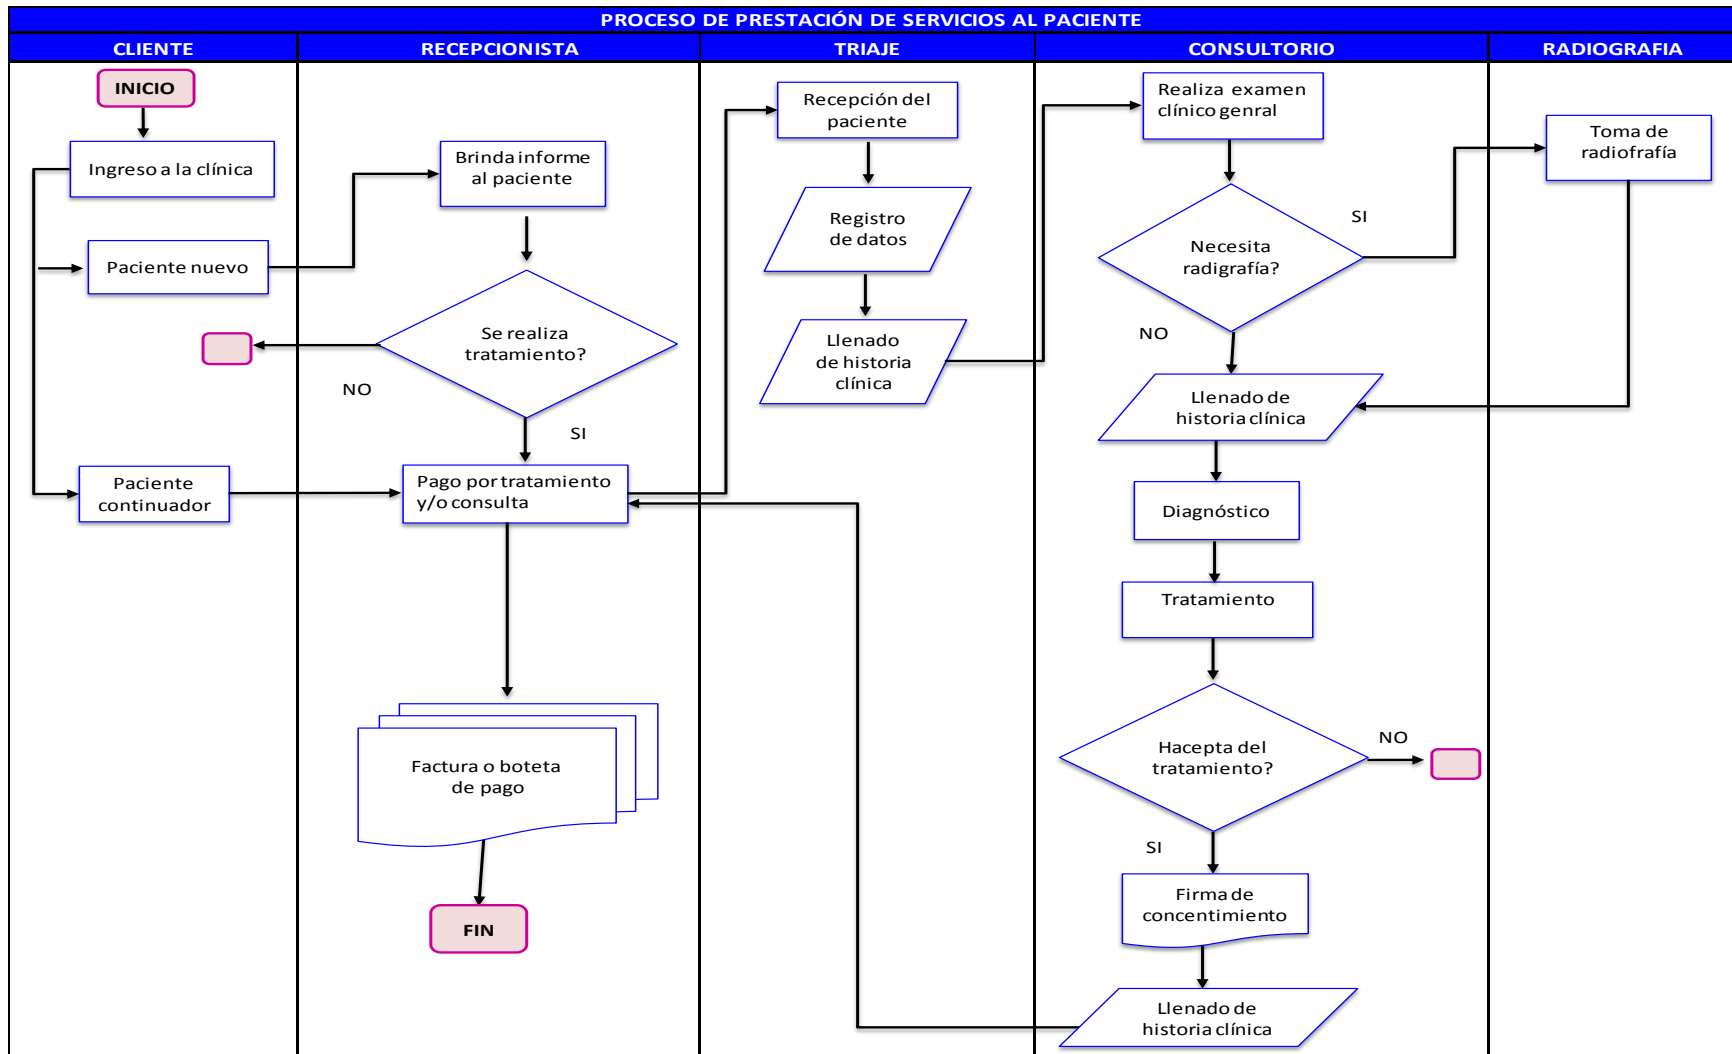 PROCESO DE PRESTACIÓN DE SERVICIOS AL PACIENTE
CLIENTE
RECEPCIONISTA
TRIAJE
CONSULTORIO
RADIOGRAFIA
INICIO
Ingreso a la clínica
Paciente nuevo
Paciente
continuador
Brinda informe
al paciente
Se realiza
tratamiento?
NO
SI
Pago por tratamiento
y/o consulta
Factura o boteta
de pago
FIN
Recepción del
paciente
Registro
de datos
Llenado
de historia
clínica
Realiza examen
clínico genral
Necesita
radigrafía?
SI
NO
Llenado de
historia clínica
Diagnóstico
Tratamiento
Hacepta del
tratamiento?
NO
SI
Firma de
concentimiento
Llenado de
historia clínica
Toma de
radiofrafía